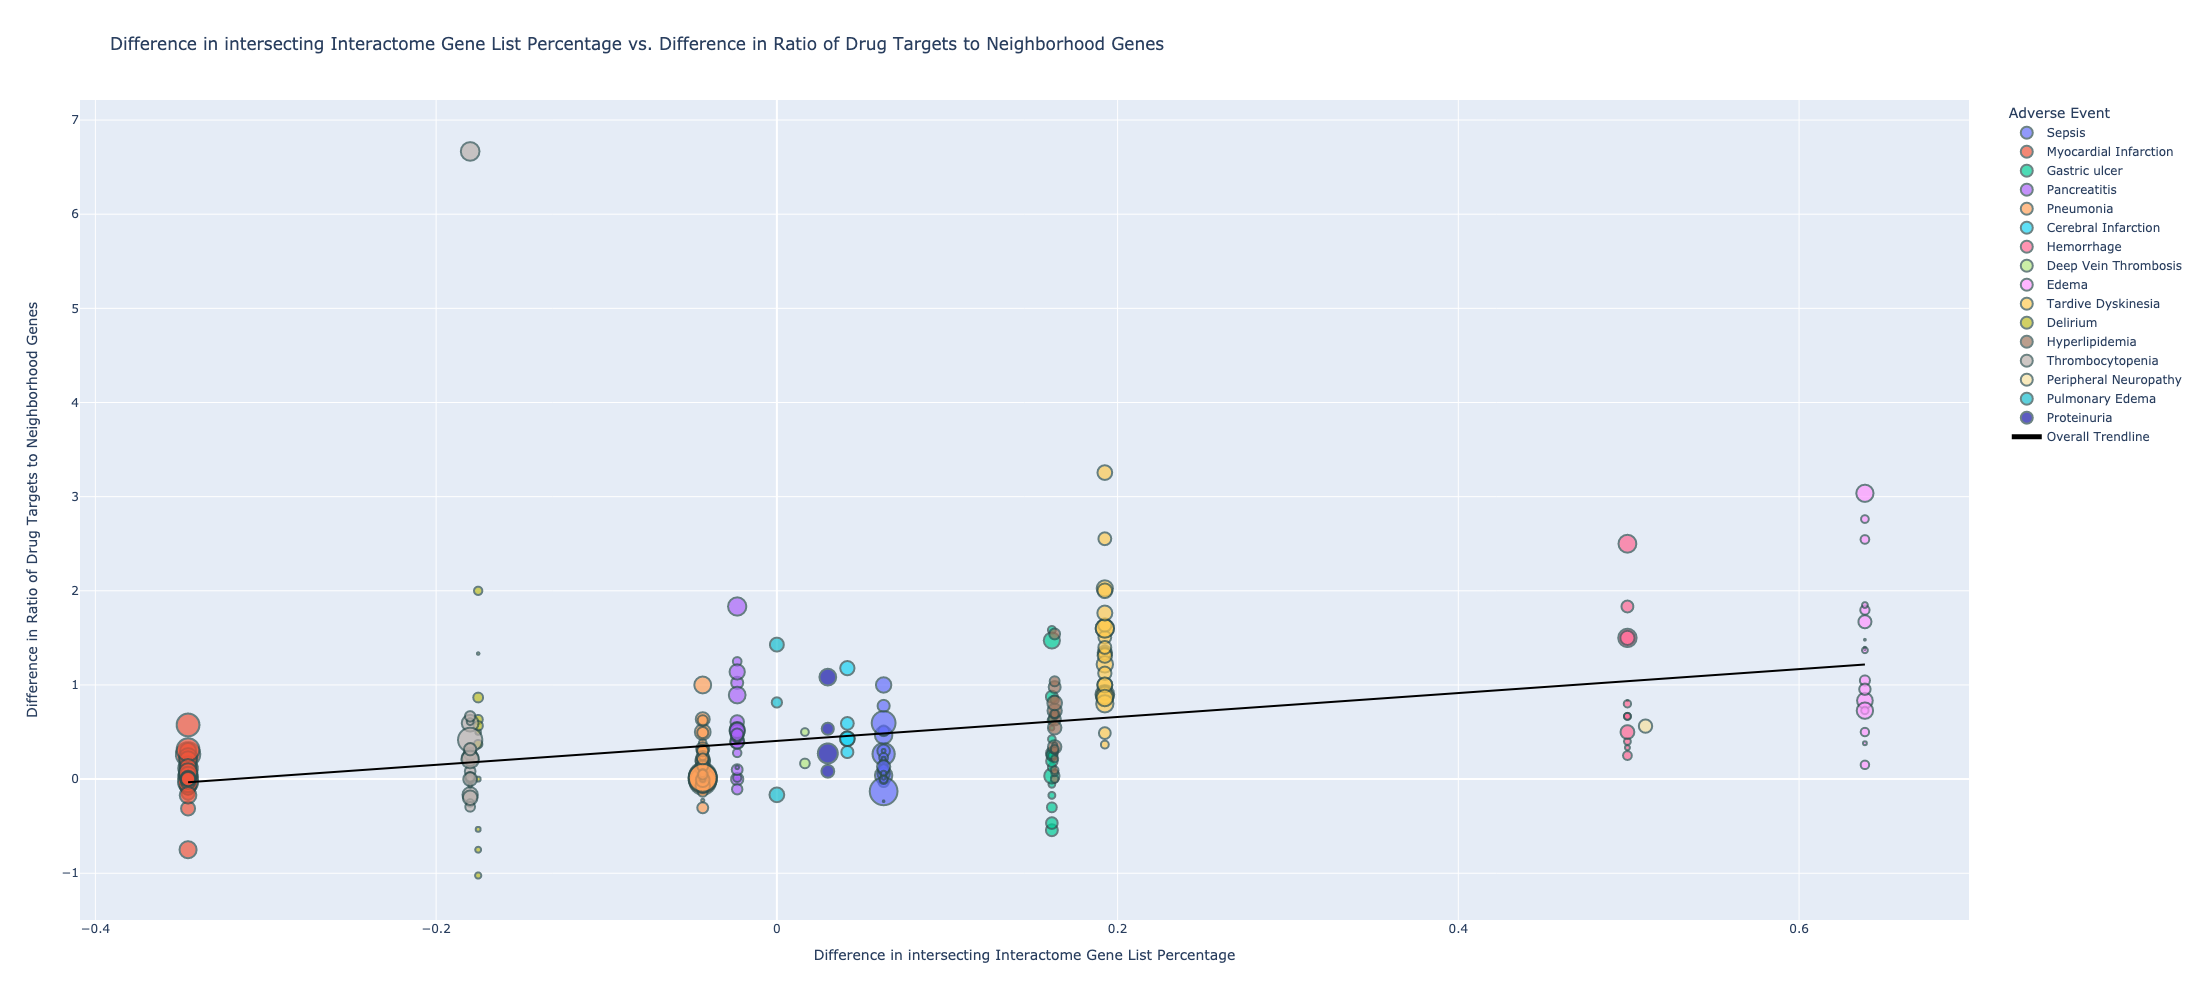 Difference in intersecting Interactome Gene List Percentage vs. Difference in Ratio of Drug Targets to Neighborhood Genes
Difference in Ratio of Drug Targets to Neighborhood Genes
7
6
5
4
3
2
1
0
−1
−0.4
−0.2
0
0.2
0.4
0.6
Difference in intersecting Interactome Gene List Percentage
Adverse Event
Sepsis
Myocardial Infarction
Gastric ulcer
Pancreatitis
Pneumonia
Cerebral Infarction
Hemorrhage
Deep Vein Thrombosis
Edema
Tardive Dyskinesia
Delirium
Hyperlipidemia
Thrombocytopenia
Peripheral Neuropathy
Pulmonary Edema
Proteinuria
Overall Trendline